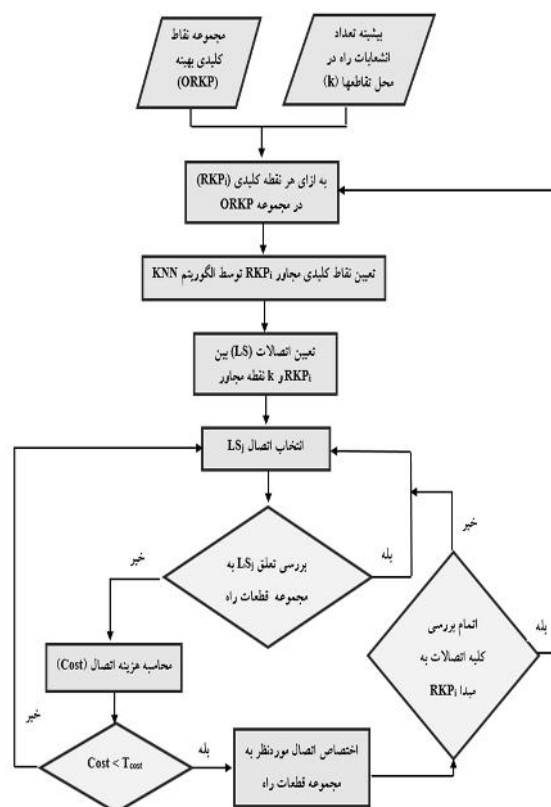 مجموعه نقاط
کلیدی بهینه
(ORKP)
بیشینه تعداد
انشعابات راه در
محل تقاطعها (k)
به ازای هر نقطه کلیدی (RKPi)
در مجموعه ORKP
تعیین نقاط کلیدی مجاور RKPi توسط الگوریتم KNN
تعیین اتصالات (LS) بین
RKPi و k نقطه مجاور
انتخاب اتصال LSj
بررسی تعلق LSj به
مجموعه قطعات راه
خیر
بله
خیر
اتمام بررسی
کلیه اتصالات به
مبدا RKPi
بله
محاسبه هزینه اتصال (Cost)
خیر
Cost < Tcost
بله
اختصاص اتصال موردنظر به
مجموعه قطعات راه